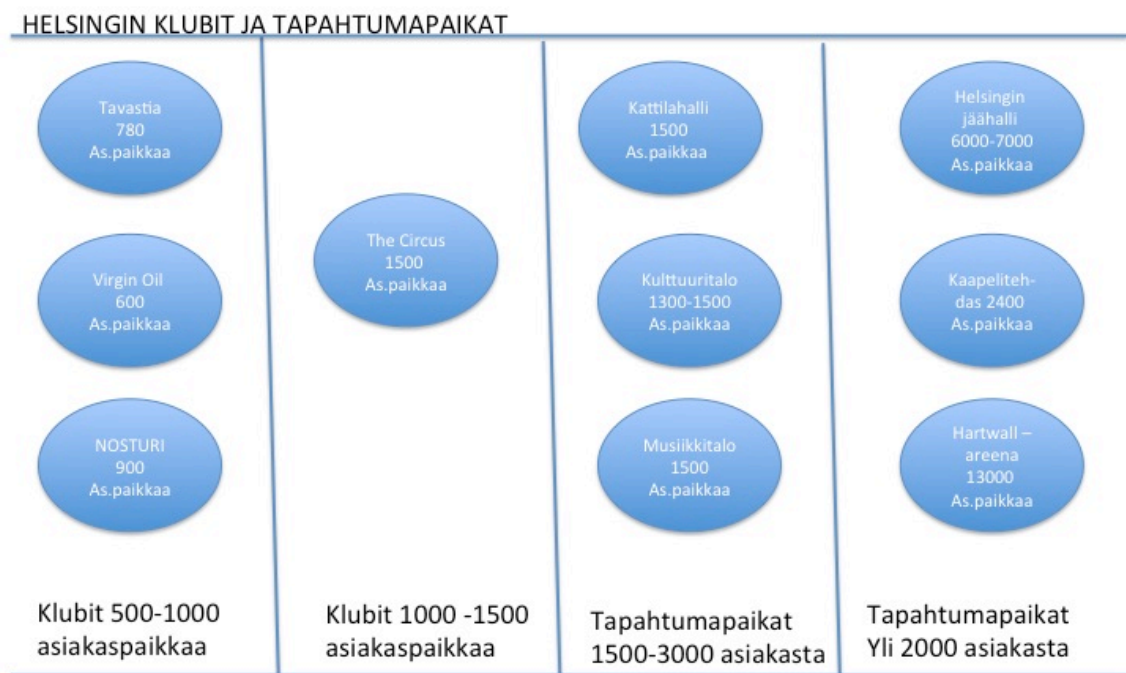 HELSINGIN KLUBIT JA TAPAHTUMAPAIKAT
Tavastia
780
As.paikkaa
Virgin Oil
600
As.paikkaa
NOSTURI
900
As.paikkaa
Klubit 500-1000
asiakaspaikkaa
The Circus
1500
As.paikkaa
Klubit 1000 -1500
asiakaspaikkaa
Kattilahalli
1500
As.paikkaa
Kulttuuritalo
1300-1500
As.paikkaa
Musiikkitalo
1500
As.paikkaa
Tapahtumapaikat
1500-3000 asiakasta
Helsingin
jäähalli
6000-7000
As.paikkaa
Kaapeliteh-
das 2400
As.paikkaa
Hartwall –
areena
13000
As.paikkaa
Tapahtumapaikat
Yli 2000 asiakasta